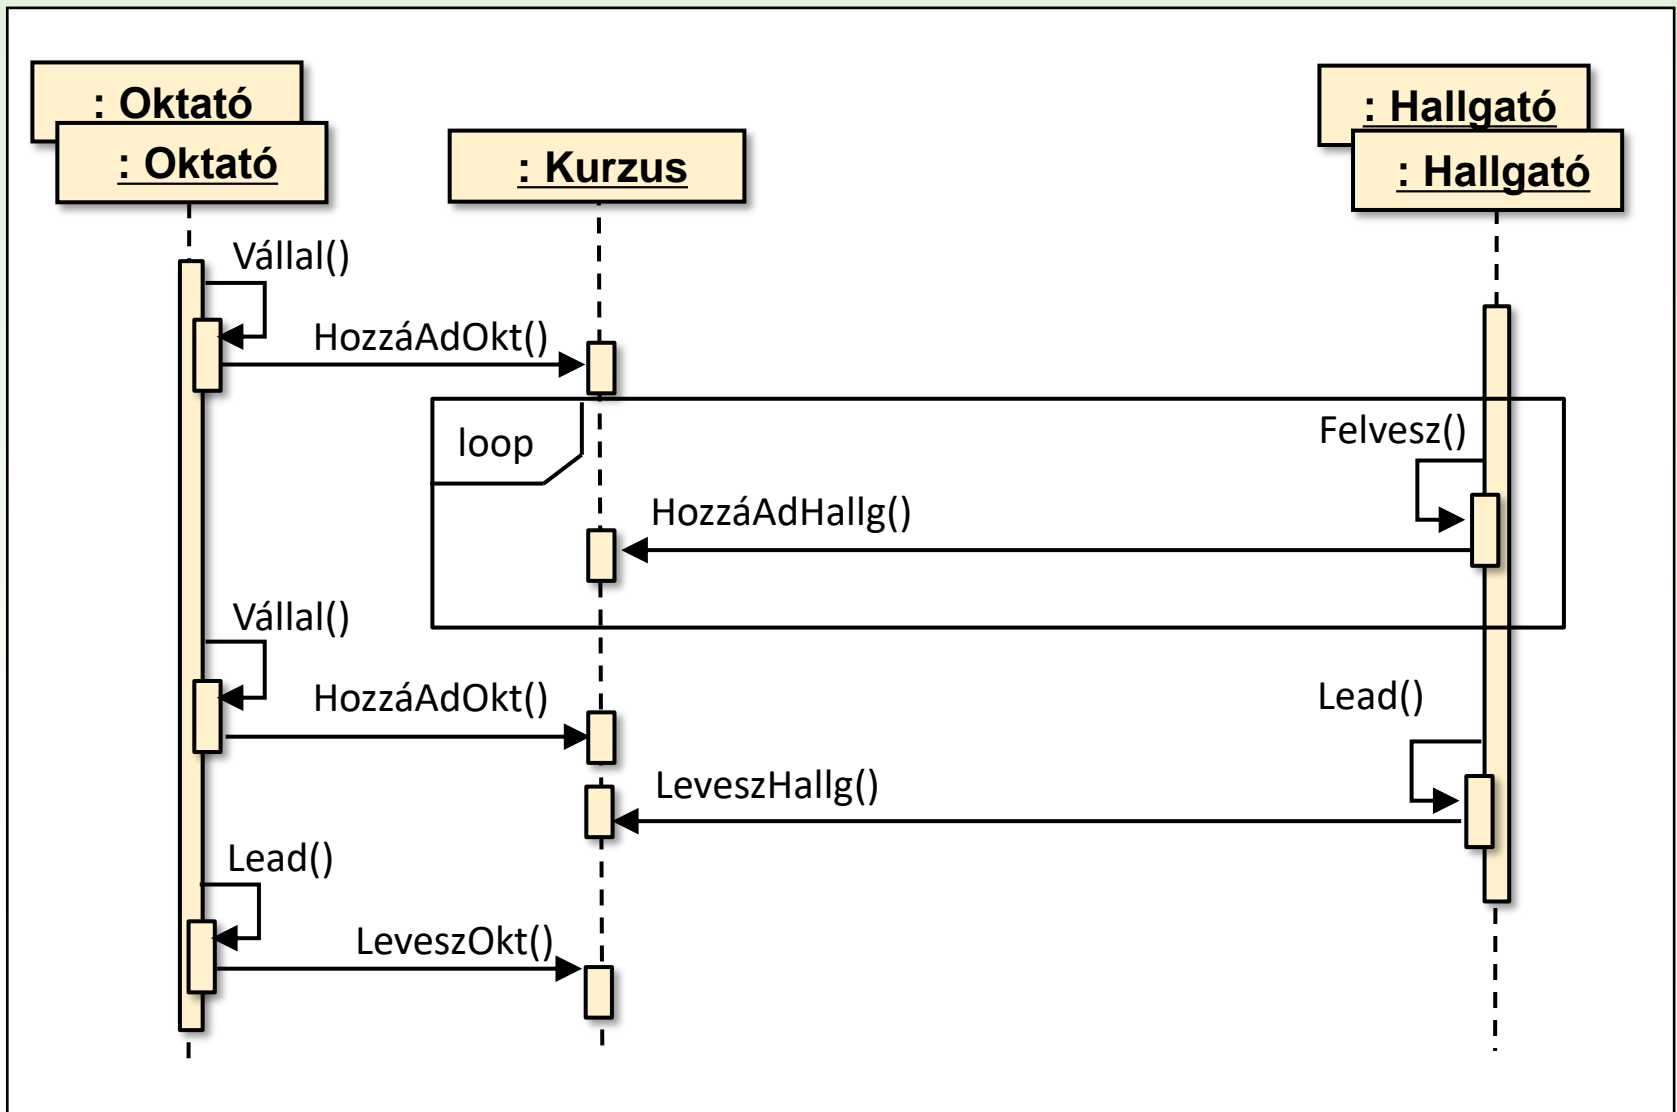 : Oktató
: Oktató
: Kurzus
: Hallgató
: Hallgató
Vállal()
HozzáAdOkt()
loop
Felvesz()
HozzáAdHallg()
Vállal()
HozzáAdOkt()
Lead()
LeveszHallg()
Lead()
LeveszOkt()